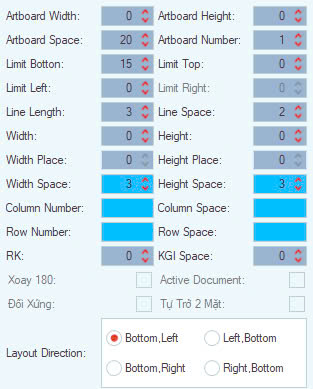 Artboard Width: 0 Artboard Height: 0
Artboard Space: 20 Artboard Number: 1
Limit Botton: 15 Limit Top: 0
Limit Left: 0 Limit Right: 0
Line Length: 3 Line Space: 2
Width: 0 Height: 0
Width Place: 0 Height Place: 0
Width Space: 3 Height Space: 3
Column Number: Column Space:
Row Number: Row Space:
RK: 0 KGI Space: 0
Xoay 180: Active Document:
Đối Xứng: Tự Trở 2 Mặt:
Layout Direction:
Bottom,Left Left,Bottom
Bottom,Right Right,Bottom